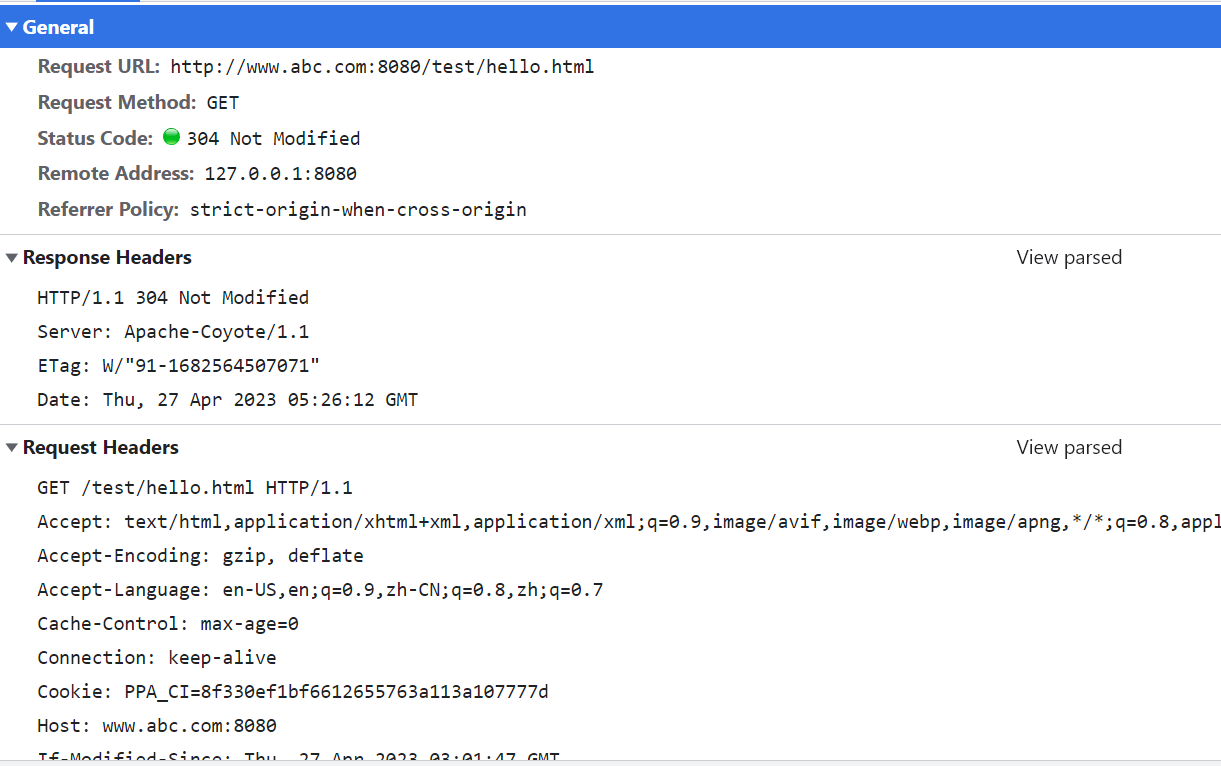 General
Request URL: http://www.abc.com:8080/test/hello.html
Request Method: GET
Status Code: 304 Not Modified
Remote Address: 127.0.0.1:8080
Referrer Policy: strict-origin-when-cross-origin
Response Headers View parsed
HTTP/1.1 304 Not Modified
Server: Apache-Coyote/1.1
ETag: W/"91-1682564507071"
Date: Thu, 27 Apr 2023 05:26:12 GMT
Request Headers View parsed
GET /test/hello.html HTTP/1.1
Accept: text/html,application/xhtml+xml,application/xml;q=0.9,image/avif,image/webp,image/apng,*/*;q=0.8,appl
Accept-Encoding: gzip, deflate
Accept-Language: en-US,en;q=0.9,zh-CN;q=0.8,zh;q=0.7
Cache-Control: max-age=0
Connection: keep-alive
Cookie: PPA_CI=8f330ef1bf6612655763a113a107777d
Host: www.abc.com:8080
If-Modified-Since: Thu, 27 Apr 2023 03:01:47 GMT